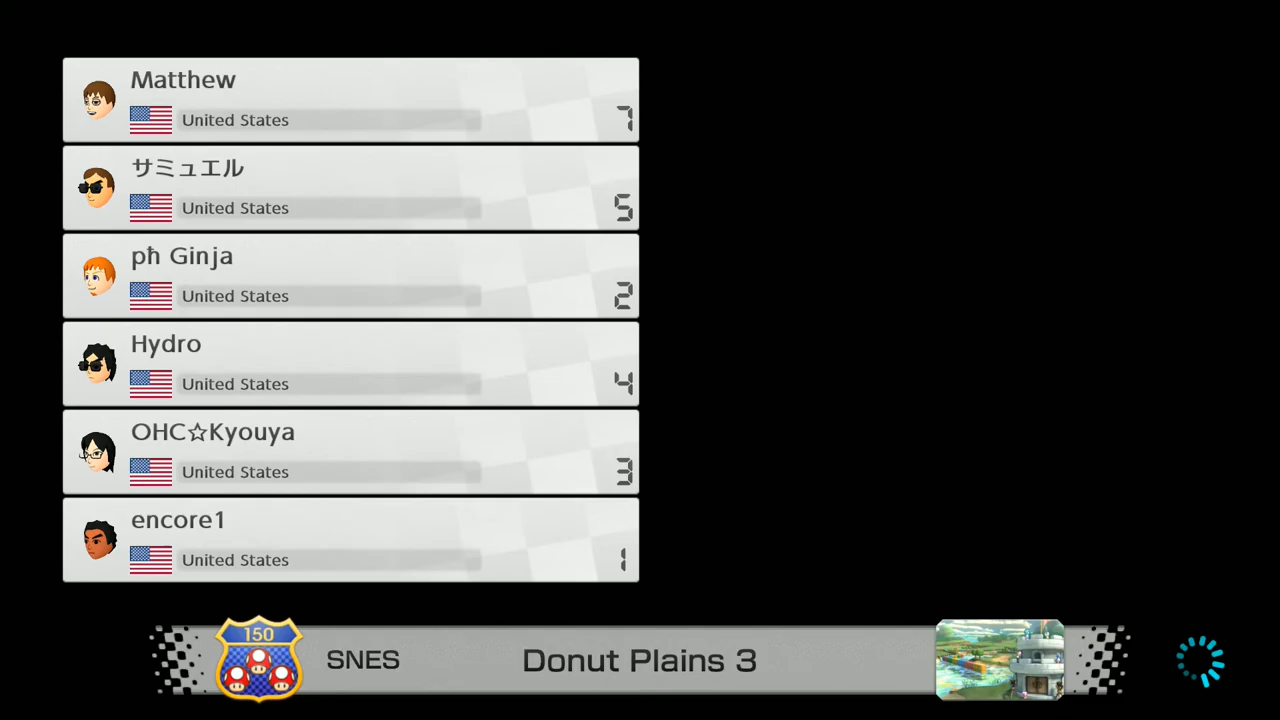 Matthew
United States
7
サミュエル
United States
5
pħ Ginja
United States
2
Hydro
United States
4
OHC☆Kyouya
United States
3
encore1
United States
1
150
SNES
Donut Plains 3